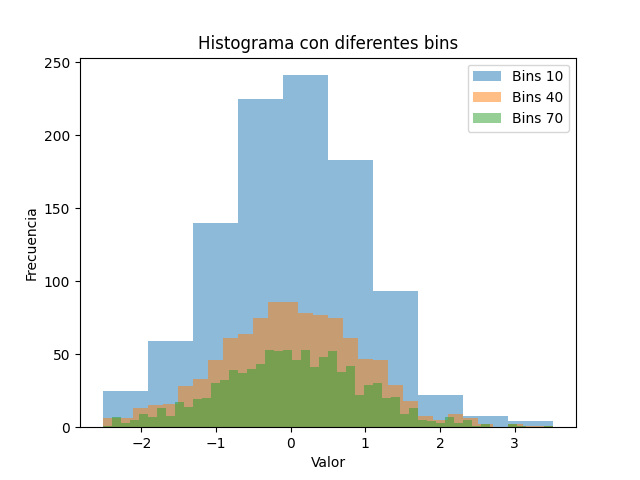 Histograma con diferentes bins
Bins 10
Bins 40
Bins 70
Frecuencia
250
200
150
100
50
0
−2
−1
0
1
2
3
Valor